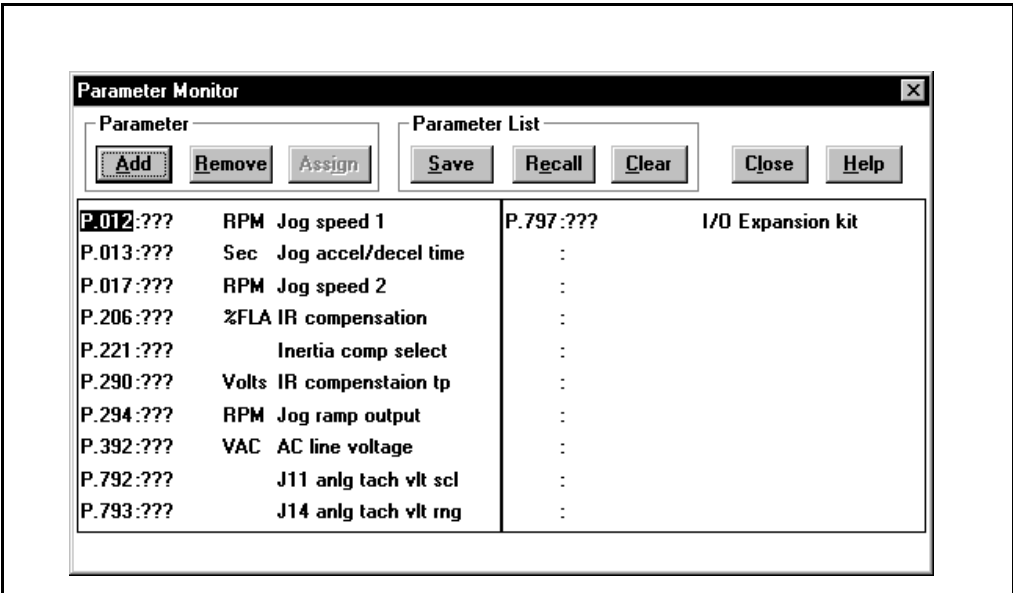 Parameter Monitor
Parameter Parameter List
Add Remove Assign Save Recall Clear Close Help
P.012:??? RPM Jog speed 1 P.797:??? I/O Expansion kit
P.013:??? Sec Jog accel/decel time :
P.017:??? RPM Jog speed 2 :
P.206:??? %FLA IR compensation :
P.221:??? Inertia comp select :
P.290:??? Volts IR compenstaion tp :
P.294:??? RPM Jog ramp output :
P.392:??? VAC AC line voltage :
P.792:??? J11 anlg tach vlt scl :
P.793:??? J14 anlg tach vlt rng :